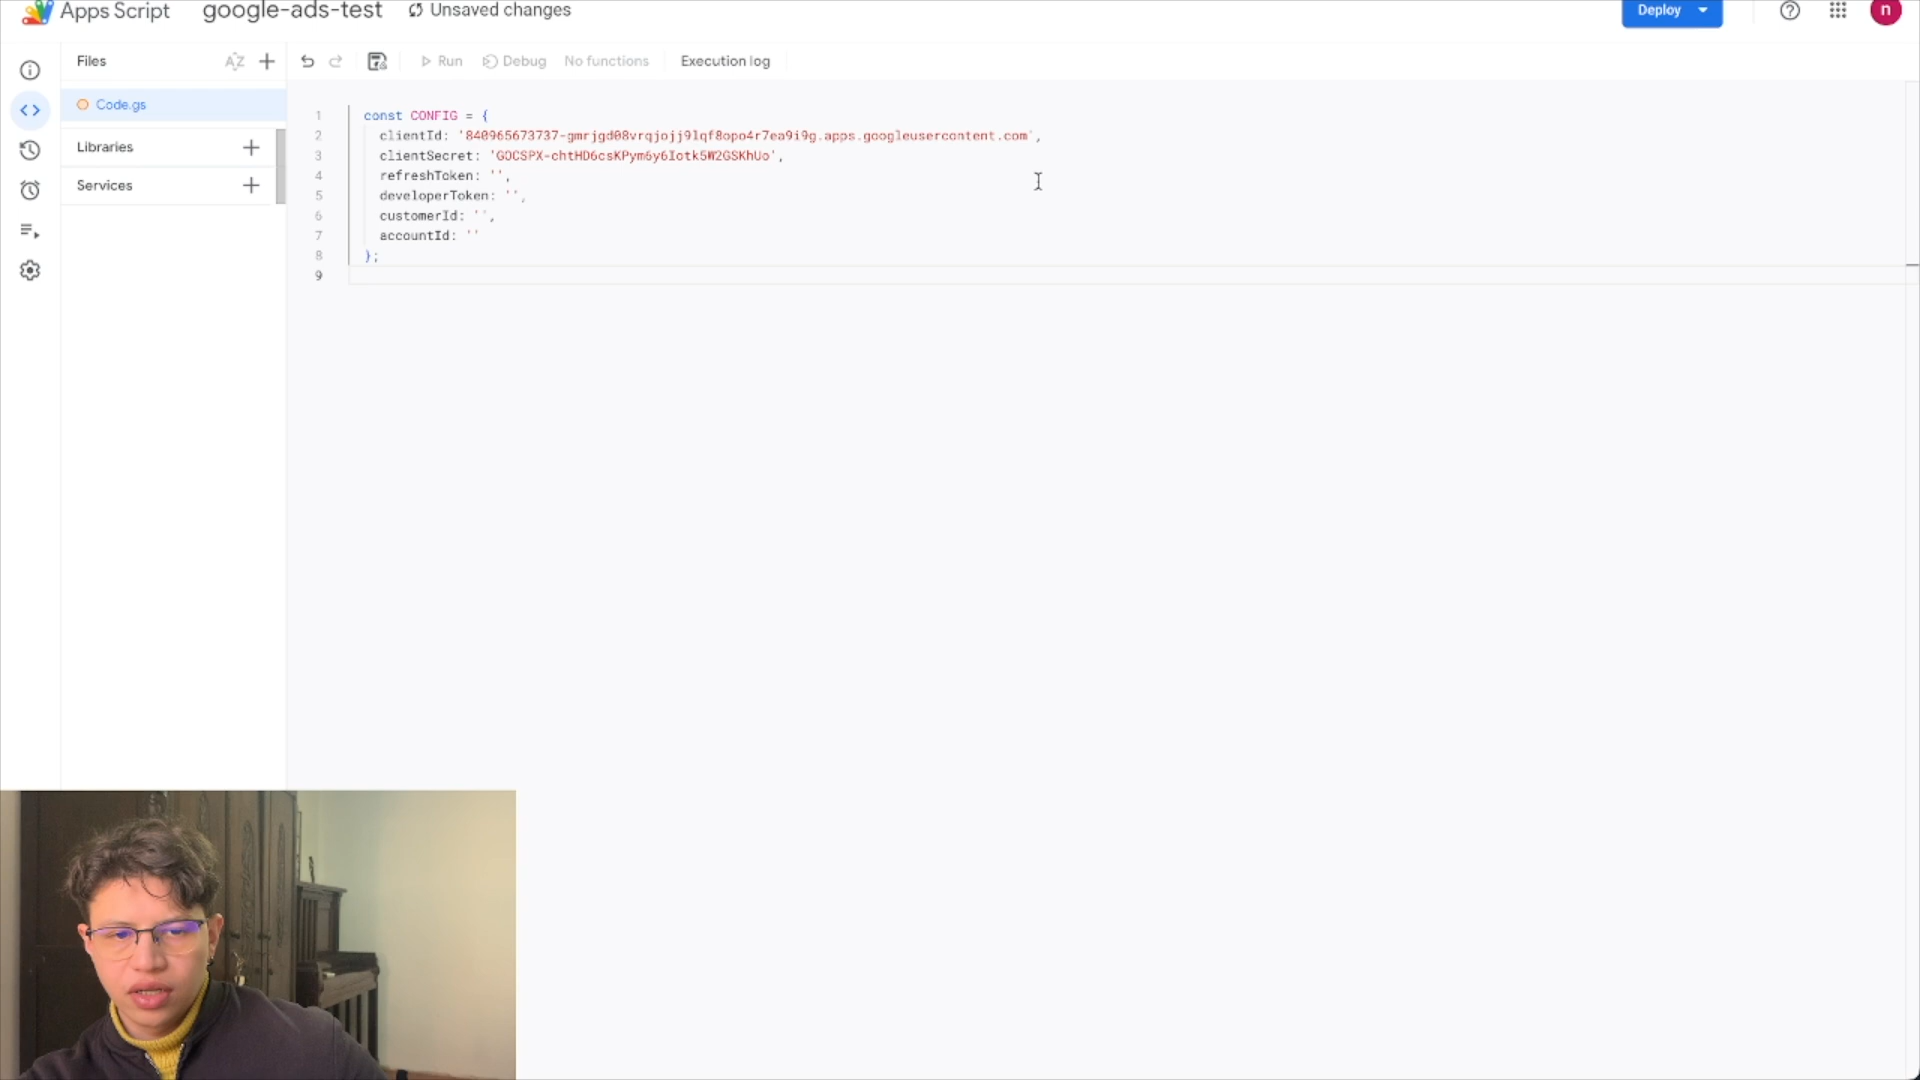 Apps Script
google-ads-test
Unsaved changes
Deploy
n
Files
AZ
Run
Debug
No functions
Execution log
Code.gs
Libraries
Services
1 const CONFIG = {
2 clientId: '840965673737-gmrjgd08vrqjojj9lqf8opo4r7ea9i9g.apps.googleusercontent.com',
3 clientSecret: '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',
4 refreshToken: '',
5 developerToken: '',
6 customerId: '',
7 accountId: ''
8 };
9